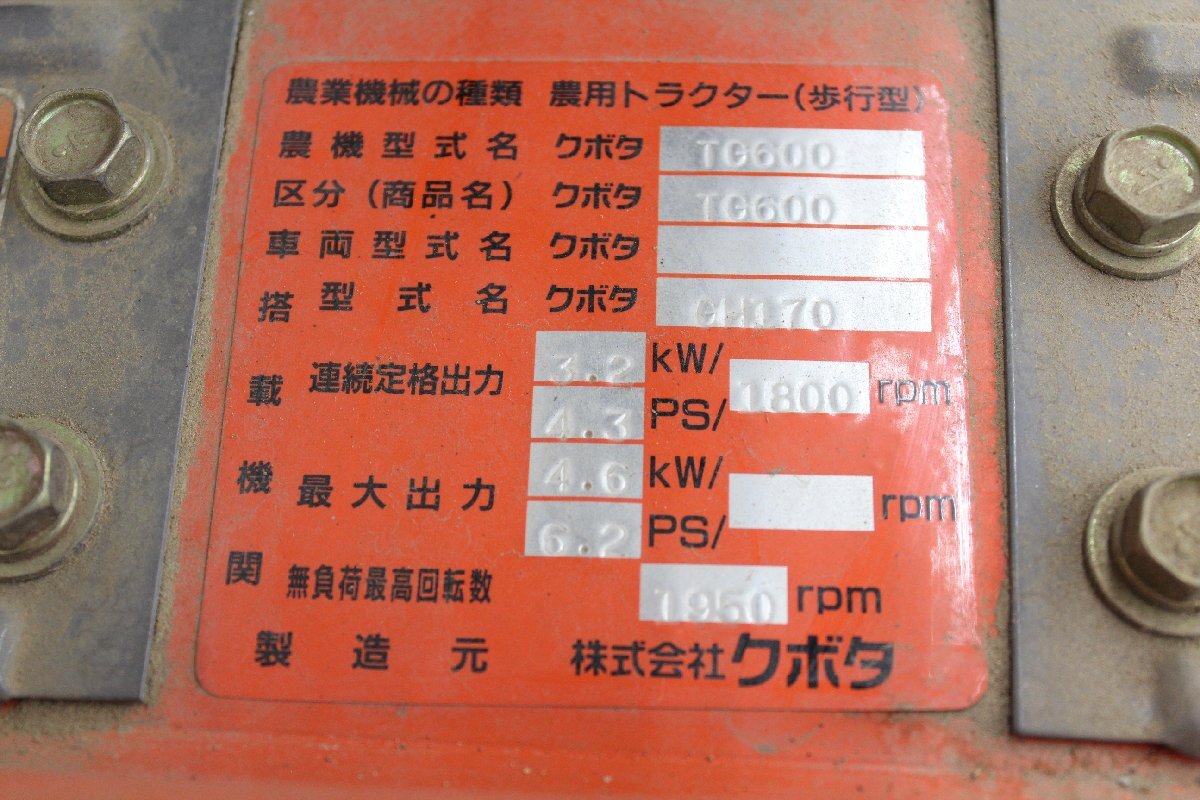 農業機械の種類 農用トラクター(歩行型)
農機型式名 クボタ TG600
区分(商品名) クボタ TG600
車両型式名 クボタ
搭載機関
型式名 クボタ GH170
連続定格出力 3.2 kW/ 4.3 PS/ 1800 rpm
最大出力 4.6 kW/ 6.2 PS/ rpm
無負荷最高回転数 1950 rpm
製造元 株式会社クボタ